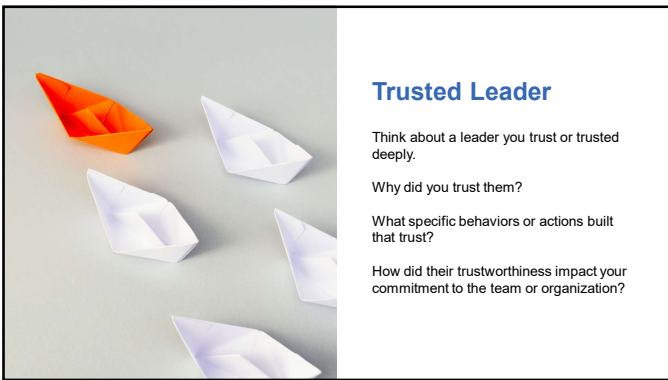 Trusted Leader
Think about a leader you trust or trusted
deeply.
Why did you trust them?
What specific behaviors or actions built
that trust?
How did their trustworthiness impact your
commitment to the team or organization?